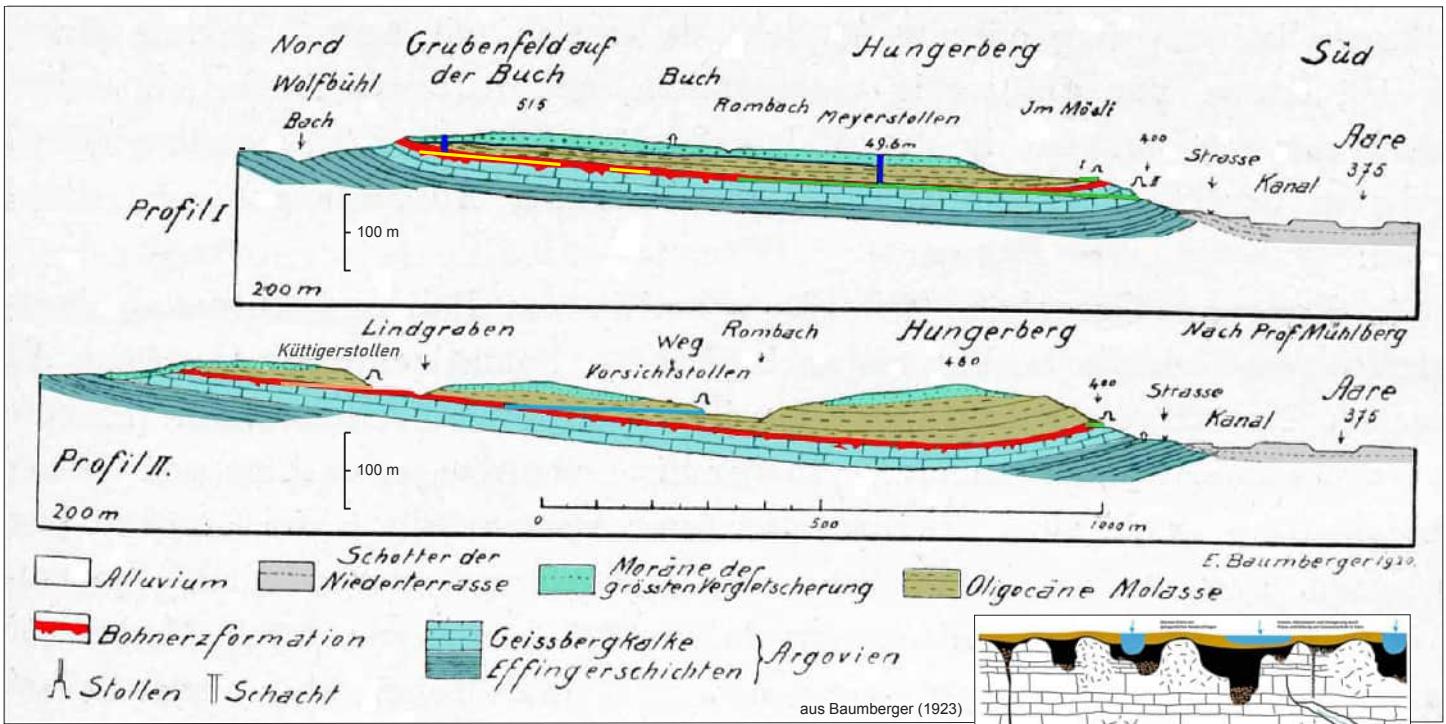 Nord
Grubenfeld auf
der Buch
Hungerberg
Süd
Wolfbühl
515
Buch
Bach
Rombach
Meyerstollen
Jm Mösli
49.6m
400
I
II
Strasse
Kanal
Aare
375
Profil I
100 m
200 m
Lindgraben
Rombach
Hungerberg
Nach Prof Mühlberg
Küttigerstollen
Weg
Vorsichtstollen
480
400
Strasse
Kanal
Aare
375
Profil II.
100 m
200 m
0 500 1000 m
E. Baumberger 1920.
Alluvium
Schotter der
Niederterrasse
Moräne der
grössten Vergletscherung
Oligocäne Molasse
Bohnerzformation
Geissbergkalke
Effingerschichten
Argovien
Stollen
Schacht
aus Baumberger (1923)